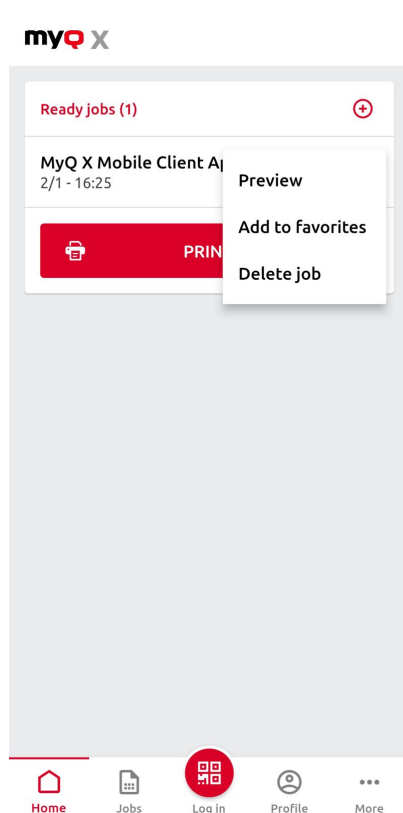 myQ X
Ready jobs (1)
MyQ X Mobile Client A
2/1 - 16:25
Preview
Add to favorites
Delete job
PRIN
Home
Jobs
Log in
Profile
More